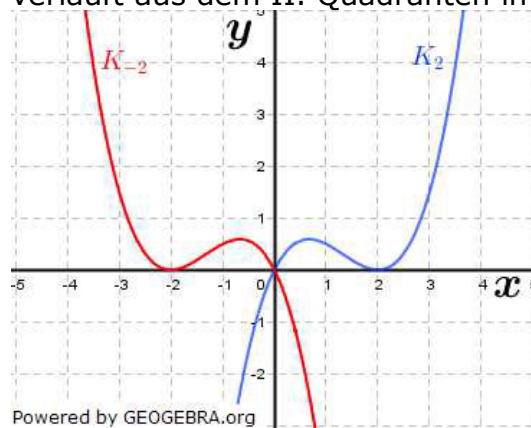 verläuft aus dem II. Quadranten in
y
5
K₋₂
K₂
4
3
2
1
-5 -4 -3 -2 -1 0 1 2 3 4 x
-1
-2
Powered by GEOGEBRA.org